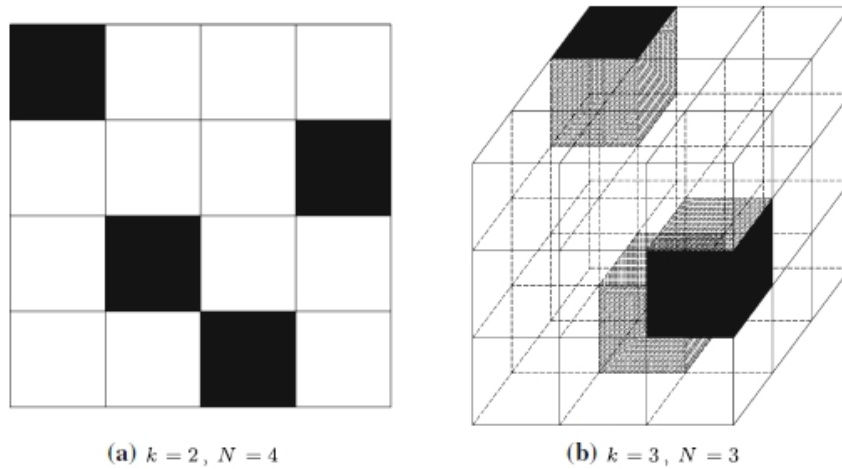 (a) k = 2, N = 4
(b) k = 3, N = 3